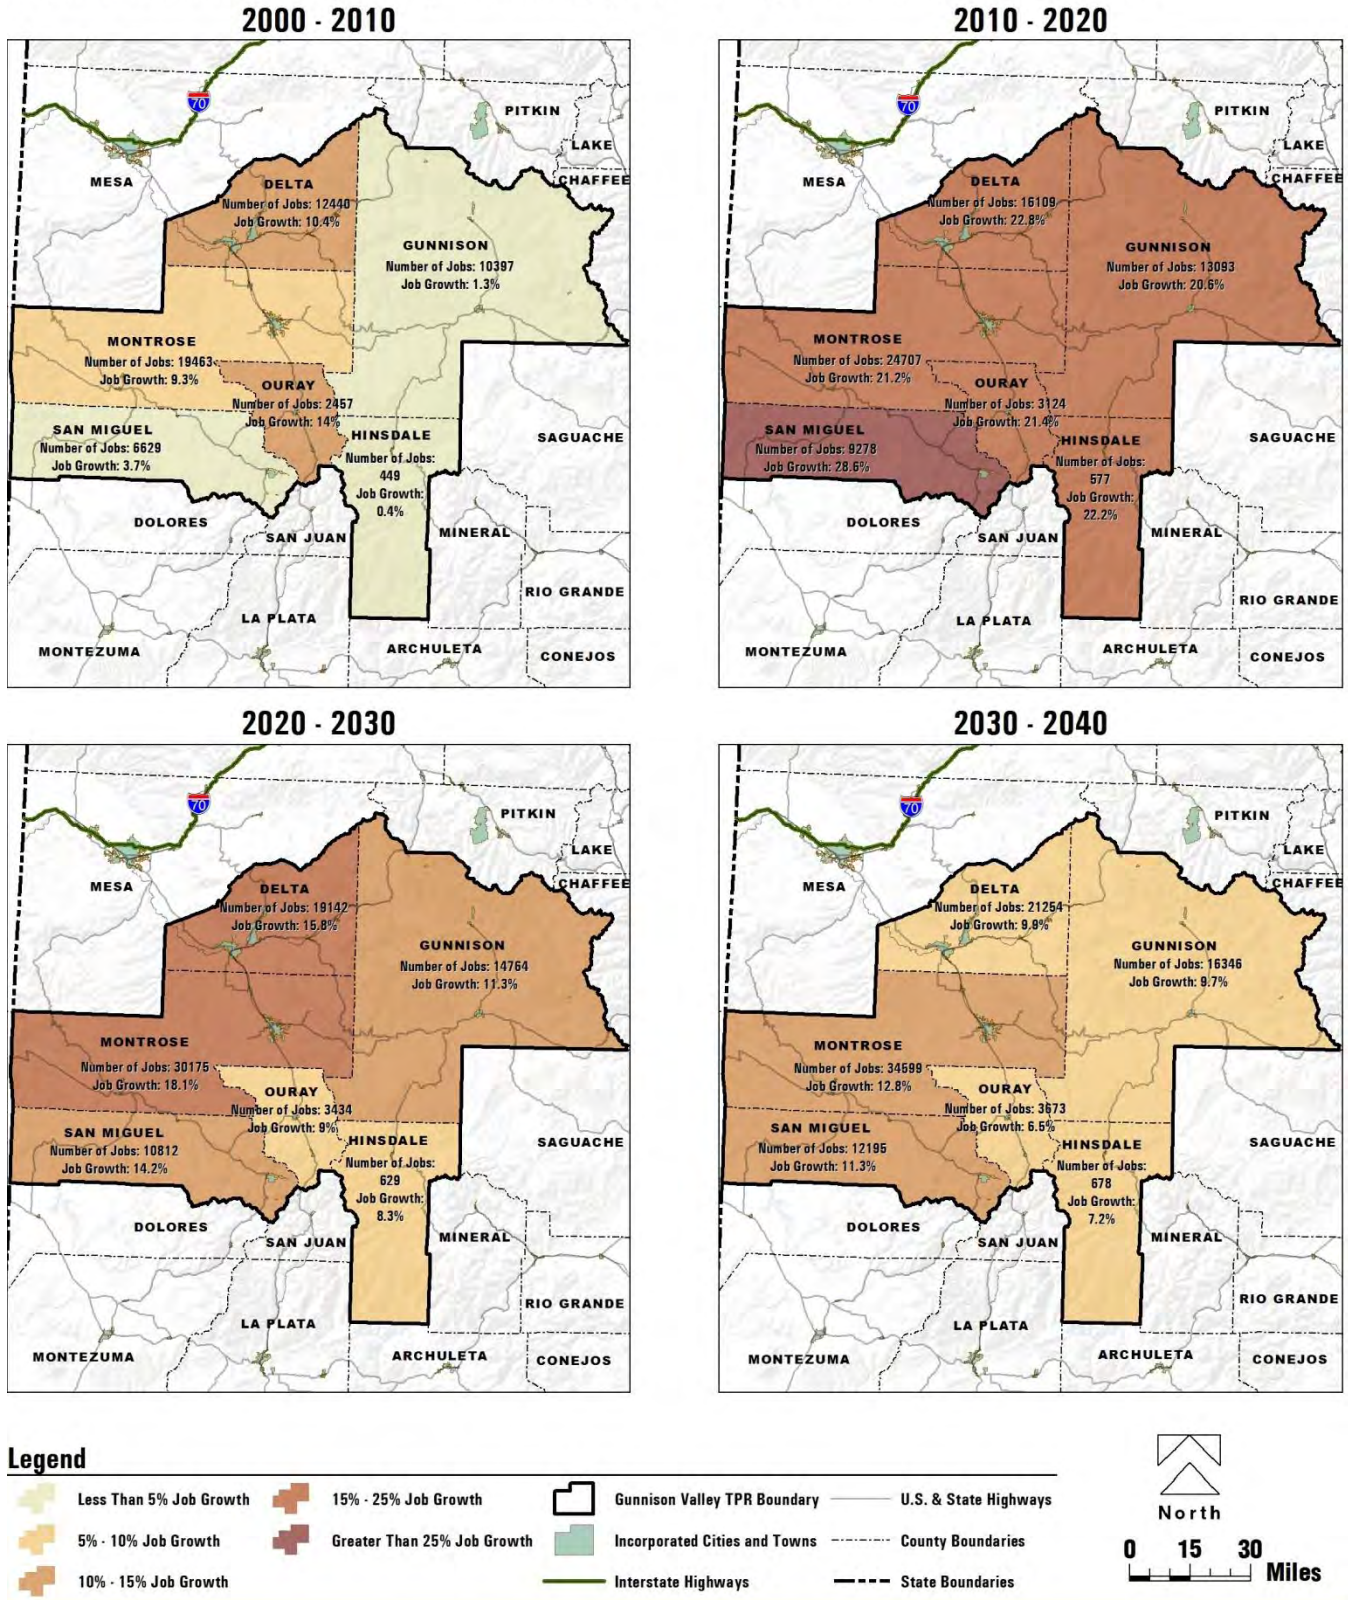 2000 - 2010
70
PITKIN
LAKE
CHAFFEE
MESA
DELTA
Number of Jobs: 12440
Job Growth: 10.4%
GUNNISON
Number of Jobs: 10397
Job Growth: 1.3%
MONTROSE
Number of Jobs: 19463
Job Growth: 9.3%
OURAY
Number of Jobs: 2457
Job Growth: 14%
SAN MIGUEL
Number of Jobs: 6629
Job Growth: 3.7%
HINSDALE
Number of Jobs:
449
Job Growth:
0.4%
SAGUACHE
DOLORES
SAN JUAN
MINERAL
RIO GRANDE
LA PLATA
MONTEZUMA
ARCHULETA
CONEJOS
2010 - 2020
70
PITKIN
LAKE
CHAFFEE
MESA
DELTA
Number of Jobs: 16109
Job Growth: 22.8%
GUNNISON
Number of Jobs: 13093
Job Growth: 20.6%
MONTROSE
Number of Jobs: 24707
Job Growth: 21.2%
OURAY
Number of Jobs: 3124
Job Growth: 21.4%
SAN MIGUEL
Number of Jobs: 9278
Job Growth: 28.6%
HINSDALE
Number of Jobs:
577
Job Growth:
22.2%
SAGUACHE
DOLORES
SAN JUAN
MINERAL
RIO GRANDE
LA PLATA
MONTEZUMA
ARCHULETA
CONEJOS
2020 - 2030
70
PITKIN
LAKE
CHAFFEE
MESA
DELTA
Number of Jobs: 19142
Job Growth: 15.8%
GUNNISON
Number of Jobs: 14764
Job Growth: 11.3%
MONTROSE
Number of Jobs: 30175
Job Growth: 18.1%
OURAY
Number of Jobs: 3434
Job Growth: 9%
SAN MIGUEL
Number of Jobs: 10812
Job Growth: 14.2%
HINSDALE
Number of Jobs:
629
Job Growth:
8.3%
SAGUACHE
DOLORES
SAN JUAN
MINERAL
RIO GRANDE
LA PLATA
MONTEZUMA
ARCHULETA
CONEJOS
2030 - 2040
70
PITKIN
LAKE
CHAFFEE
MESA
DELTA
Number of Jobs: 21254
Job Growth: 9.9%
GUNNISON
Number of Jobs: 16346
Job Growth: 9.7%
MONTROSE
Number of Jobs: 34599
Job Growth: 12.8%
OURAY
Number of Jobs: 3673
Job Growth: 6.5%
SAN MIGUEL
Number of Jobs: 12195
Job Growth: 11.3%
HINSDALE
Number of Jobs:
678
Job Growth:
7.2%
SAGUACHE
DOLORES
SAN JUAN
MINERAL
RIO GRANDE
LA PLATA
MONTEZUMA
ARCHULETA
CONEJOS
Legend
Less Than 5% Job Growth
5% - 10% Job Growth
10% - 15% Job Growth
15% - 25% Job Growth
Greater Than 25% Job Growth
Gunnison Valley TPR Boundary
Incorporated Cities and Towns
Interstate Highways
U.S. & State Highways
County Boundaries
State Boundaries
North
0 15 30
Miles